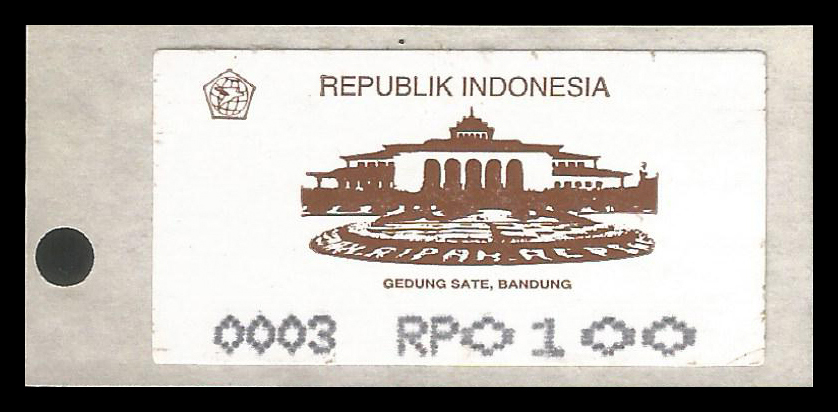 REPUBLIK INDONESIA
GEDUNG SATE, BANDUNG
0003 RP0100